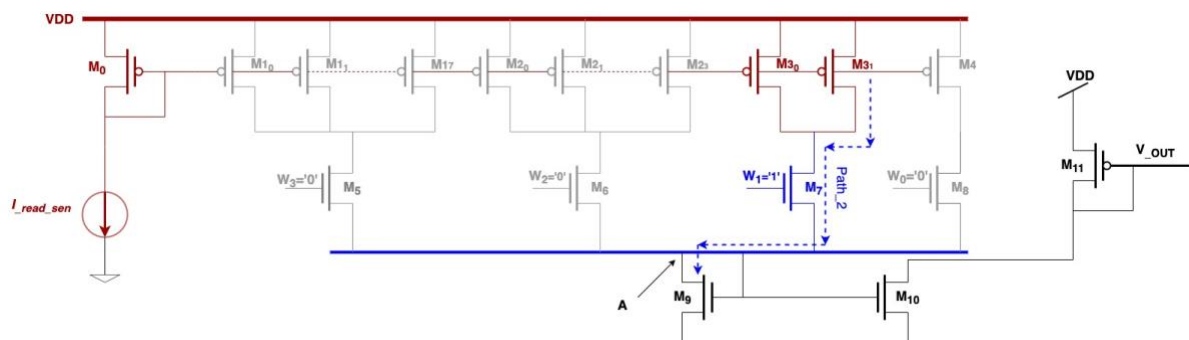 VDD
M0 M10 M11 M17 M20 M21 M23 M30 M31 M4
VDD
M11 V_OUT
W3='0' M5 W2='0' M6 W1='1' M7 Path_2 W0='0' M8
I_read_sen
A M9 M10